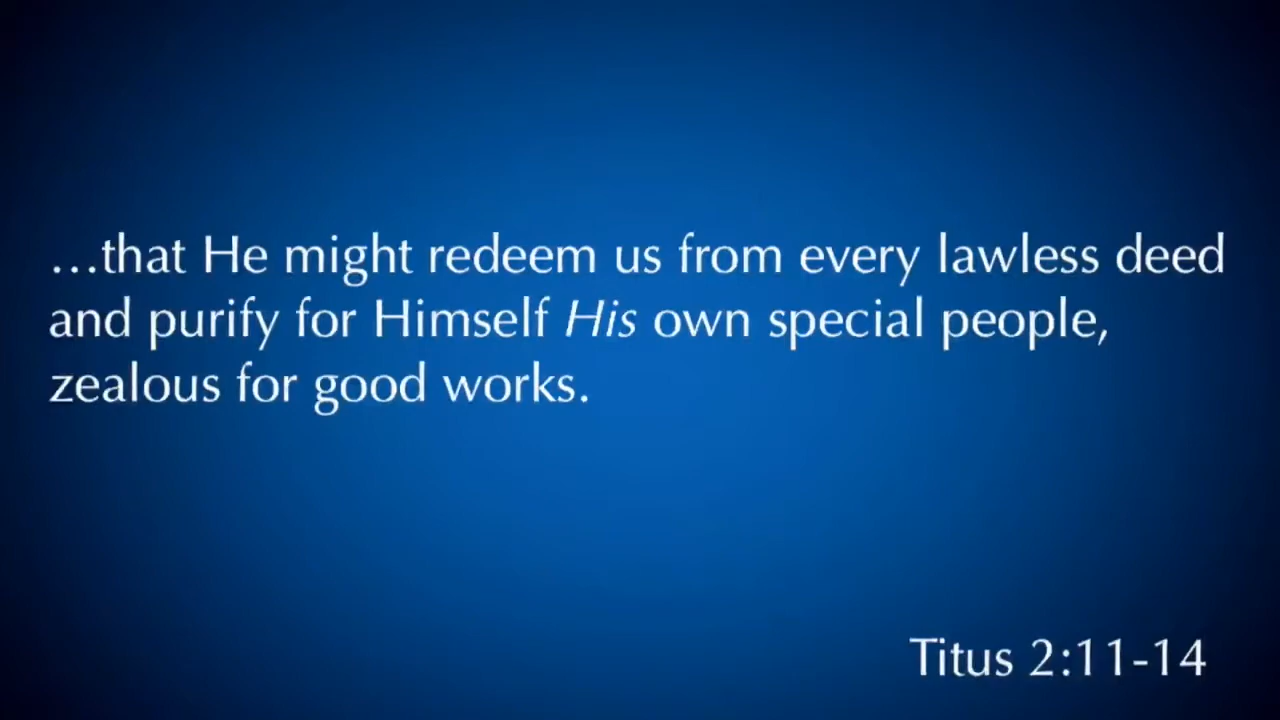 …that He might redeem us from every lawless deed
and purify for Himself His own special people,
zealous for good works.
Titus 2:11-14